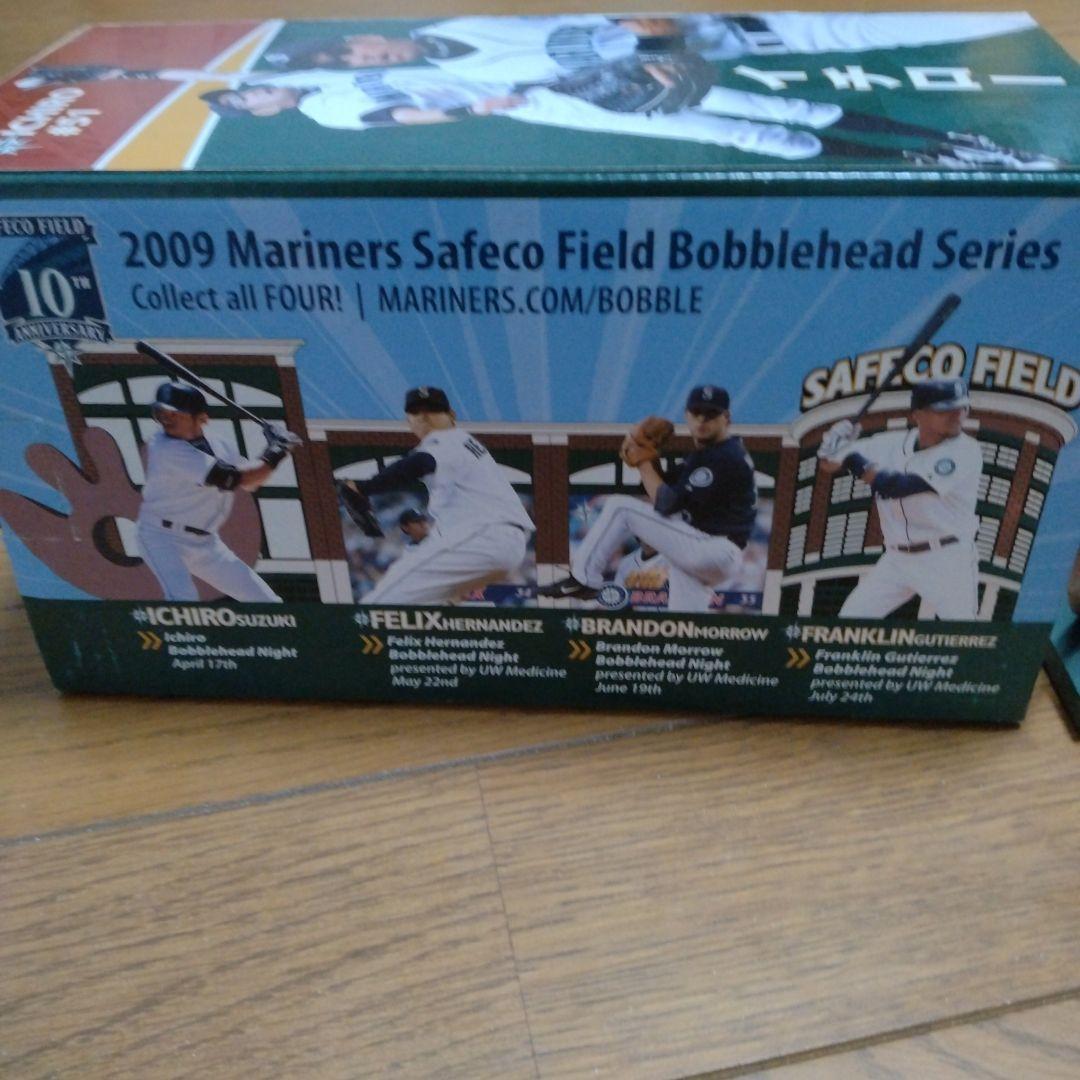 イチロー
ICHIRO
#51
FECO FIELD
10TH
ANNIVERSARY
2009 Mariners Safeco Field Bobblehead Series
Collect all FOUR! | MARINERS.COM/BOBBLE
SAFECO FIELD
ICHIROSUZUKI
Ichiro
Bobblehead Night
April 17th
FELIXHERNANDEZ
Felix Hernandez
Bobblehead Night
presented by UW Medicine
May 22nd
BRANDONMORROW
Brandon Morrow
Bobblehead Night
presented by UW Medicine
June 19th
FRANKLINGUTIERREZ
Franklin Gutierrez
Bobblehead Night
presented by UW Medicine
July 24th